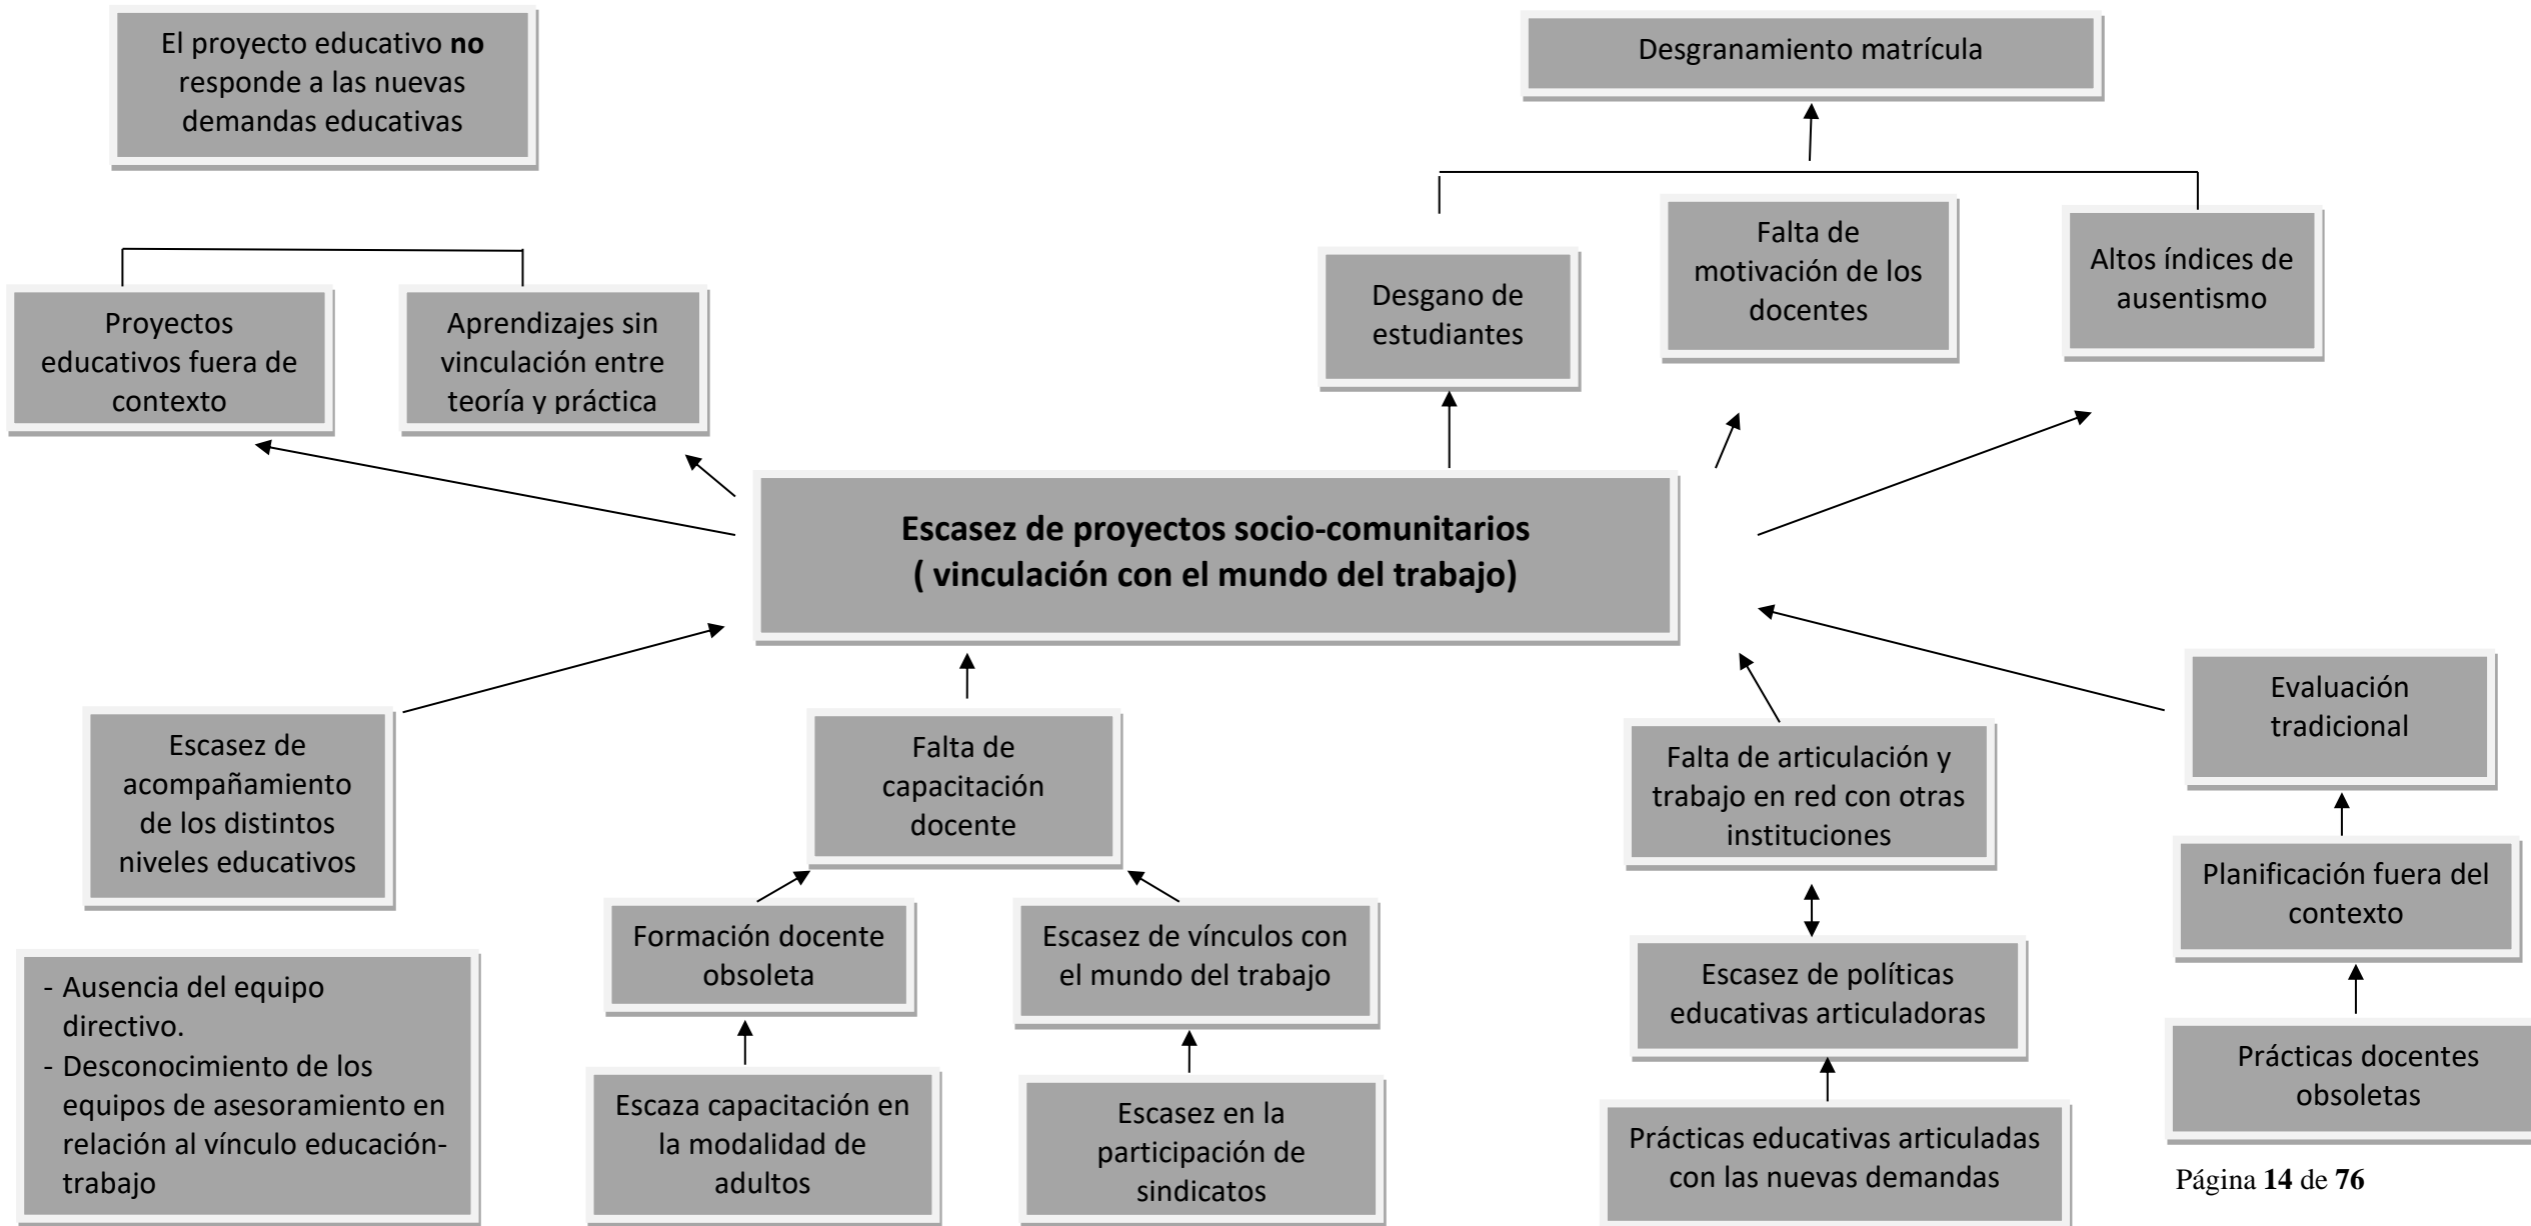 El proyecto educativo no
responde a las nuevas
demandas educativas
Desgranamiento matrícula
Proyectos
educativos fuera de
contexto
Aprendizajes sin
vinculación entre
teoría y práctica
Desgano de
estudiantes
Falta de
motivación de los
docentes
Altos índices de
ausentismo
Escasez de proyectos socio-comunitarios
( vinculación con el mundo del trabajo)
Escasez de
acompañamiento
de los distintos
niveles educativos
Falta de
capacitación
docente
Falta de articulación y
trabajo en red con otras
instituciones
Evaluación
tradicional
Planificación fuera del
contexto
Formación docente
obsoleta
Escasez de vínculos con
el mundo del trabajo
Escasez de políticas
educativas articuladoras
Prácticas docentes
obsoletas
- Ausencia del equipo
directivo.
- Desconocimiento de los
equipos de asesoramiento en
relación al vínculo educación-
trabajo
Escaza capacitación en
la modalidad de
adultos
Escasez en la
participación de
sindicatos
Prácticas educativas articuladas
con las nuevas demandas
Página 14 de 76